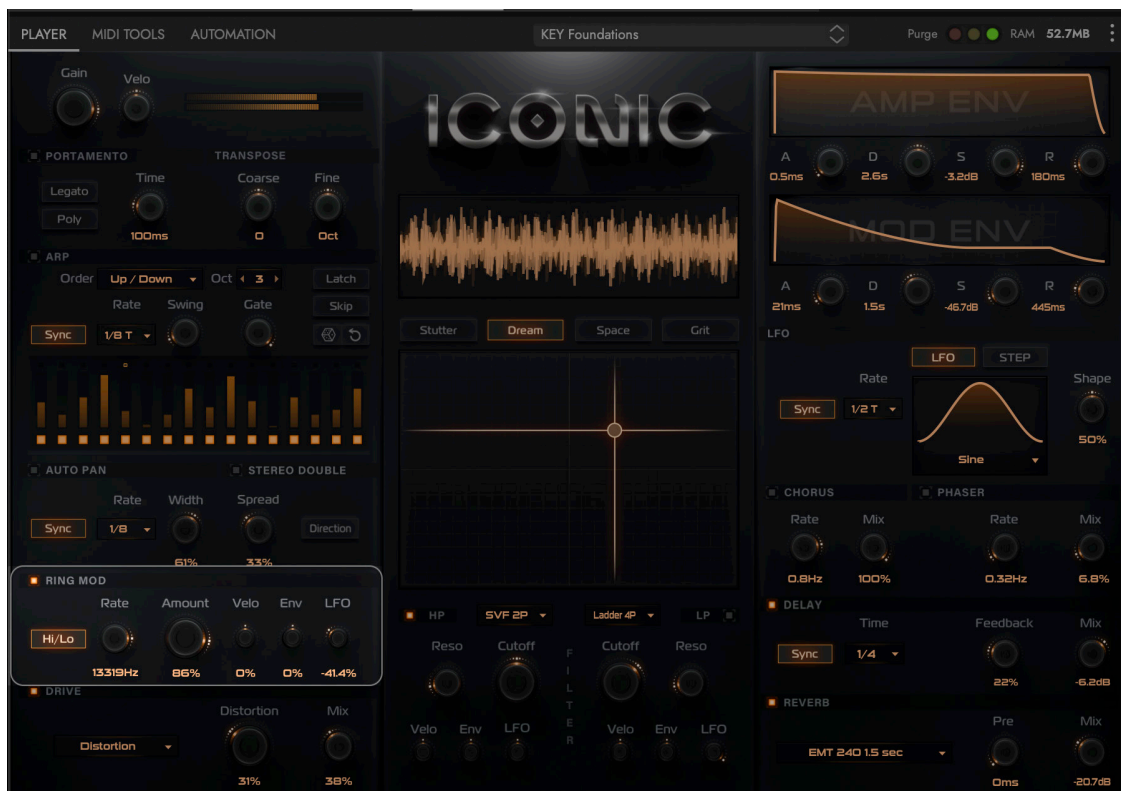 PLAYER MIDI TOOLS AUTOMATION KEY Foundations Purge RAM 52.7MB
Gain Velo
ICONIC
PORTAMENTO TRANSPOSE
Legato Time Coarse Fine
Poly
100ms 0 Oct
ARP
Order Up / Down Oct 3 Latch
Rate Swing Gate Skip
Sync 1/8 T
AUTO PAN STEREO DOUBLE
Rate Width Spread
Sync 1/8 Direction
61% 33%
RING MOD
Rate Amount Velo Env LFO
Hi/Lo
13319Hz 86% 0% 0% -41.4%
DRIVE
Distortion Mix
Distortion
31% 38%
Stutter Dream Space Grit
HP SVF 2P Ladder 4P LP
Reso Cutoff Cutoff Reso
FILTER
Velo Env LFO Velo Env LFO
AMP ENV
A D S R
0.5ms 2.6s -3.2dB 180ms
MOD ENV
A D S R
21ms 1.5s -46.7dB 445ms
LFO
LFO STEP
Rate Shape
Sync 1/2 T
50%
Sine
CHORUS PHASER
Rate Mix Rate Mix
0.8Hz 100% 0.32Hz 6.8%
DELAY
Time Feedback Mix
Sync 1/4
22% -6.2dB
REVERB
Pre Mix
EMT 240 1.5 sec
0ms -20.7dB